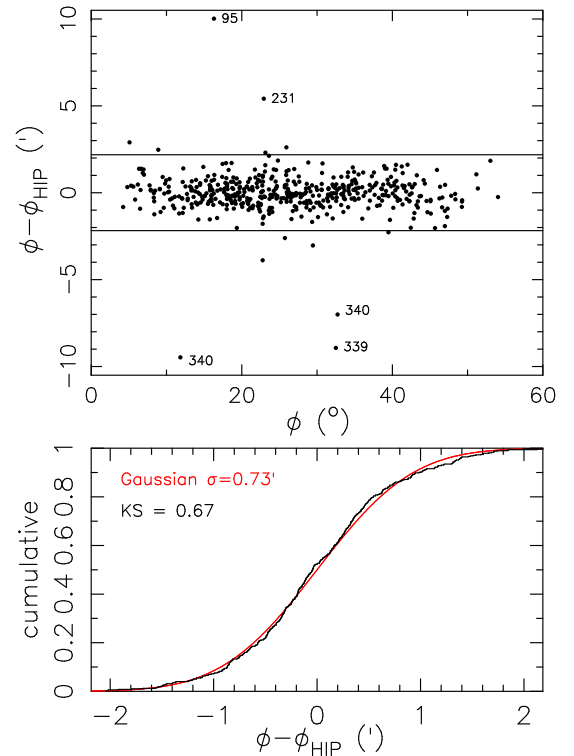 10
95
5
231
0
φ−φHIP (')
−5
340
339
340
−10
0 20 40 60
φ (°)
1
Gaussian σ=0.73'
0.8
KS = 0.67
0.6
cumulative
0.4
0.2
0
−2 −1 0 1 2
φ−φHIP (')